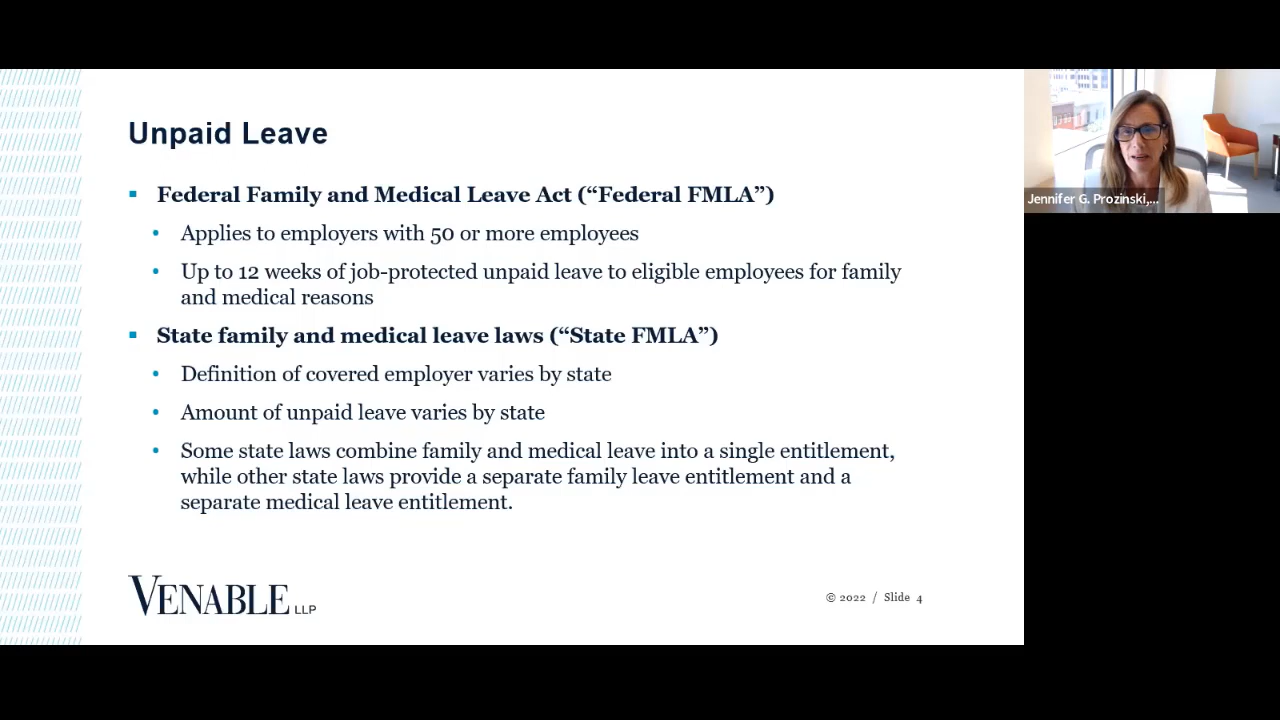 Unpaid Leave
▪ Federal Family and Medical Leave Act (“Federal FMLA”)
• Applies to employers with 50 or more employees
• Up to 12 weeks of job-protected unpaid leave to eligible employees for family
and medical reasons
▪ State family and medical leave laws (“State FMLA”)
• Definition of covered employer varies by state
• Amount of unpaid leave varies by state
• Some state laws combine family and medical leave into a single entitlement,
while other state laws provide a separate family leave entitlement and a
separate medical leave entitlement.
VENABLE LLP
© 2022 / Slide 4
Jennifer G. Prozinski,...